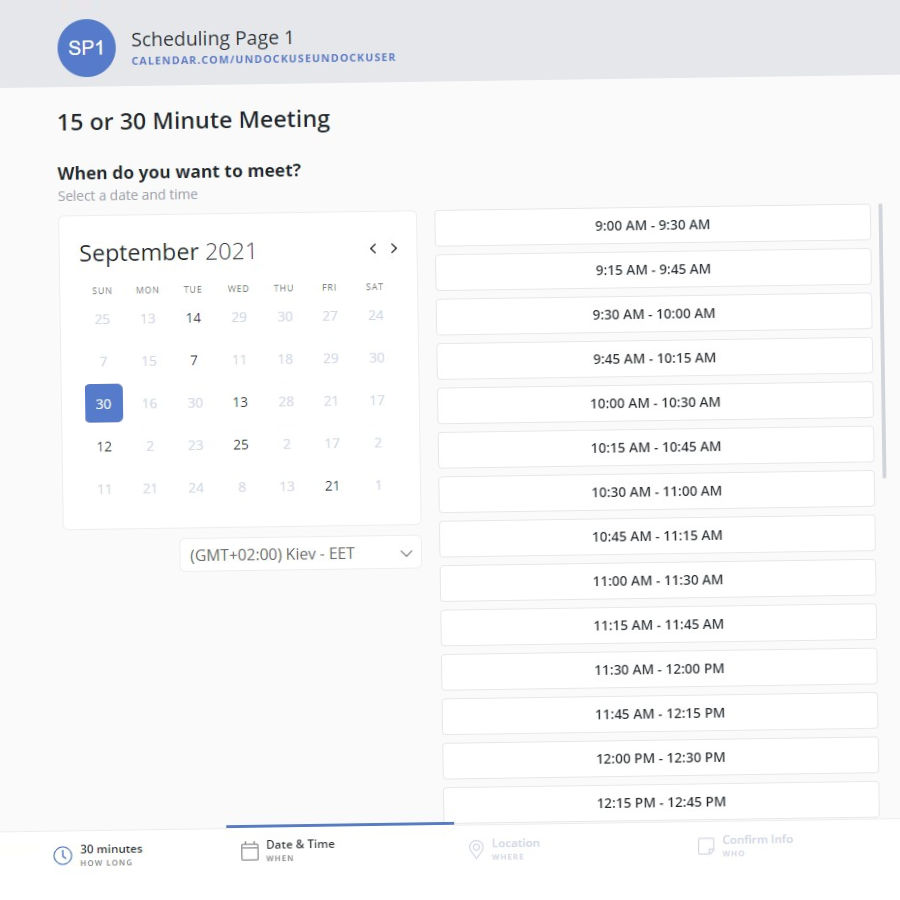 SP1
Scheduling Page 1
CALENDAR.COM/UNDOCKUSEUNDOCKUSER
15 or 30 Minute Meeting
When do you want to meet?
Select a date and time
September 2021
SUN MON TUE WED THU FRI SAT
25 13 14 29 30 27 24
7 15 7 11 18 29 30
30 16 30 13 28 21 17
12 2 23 25 2 17 2
11 21 24 8 13 21 1
(GMT+02:00) Kiev - EET
9:00 AM - 9:30 AM
9:15 AM - 9:45 AM
9:30 AM - 10:00 AM
9:45 AM - 10:15 AM
10:00 AM - 10:30 AM
10:15 AM - 10:45 AM
10:30 AM - 11:00 AM
10:45 AM - 11:15 AM
11:00 AM - 11:30 AM
11:15 AM - 11:45 AM
11:30 AM - 12:00 PM
11:45 AM - 12:15 PM
12:00 PM - 12:30 PM
12:15 PM - 12:45 PM
30 minutes
HOW LONG
Date & Time
WHEN
Location
WHERE
Confirm Info
WHO